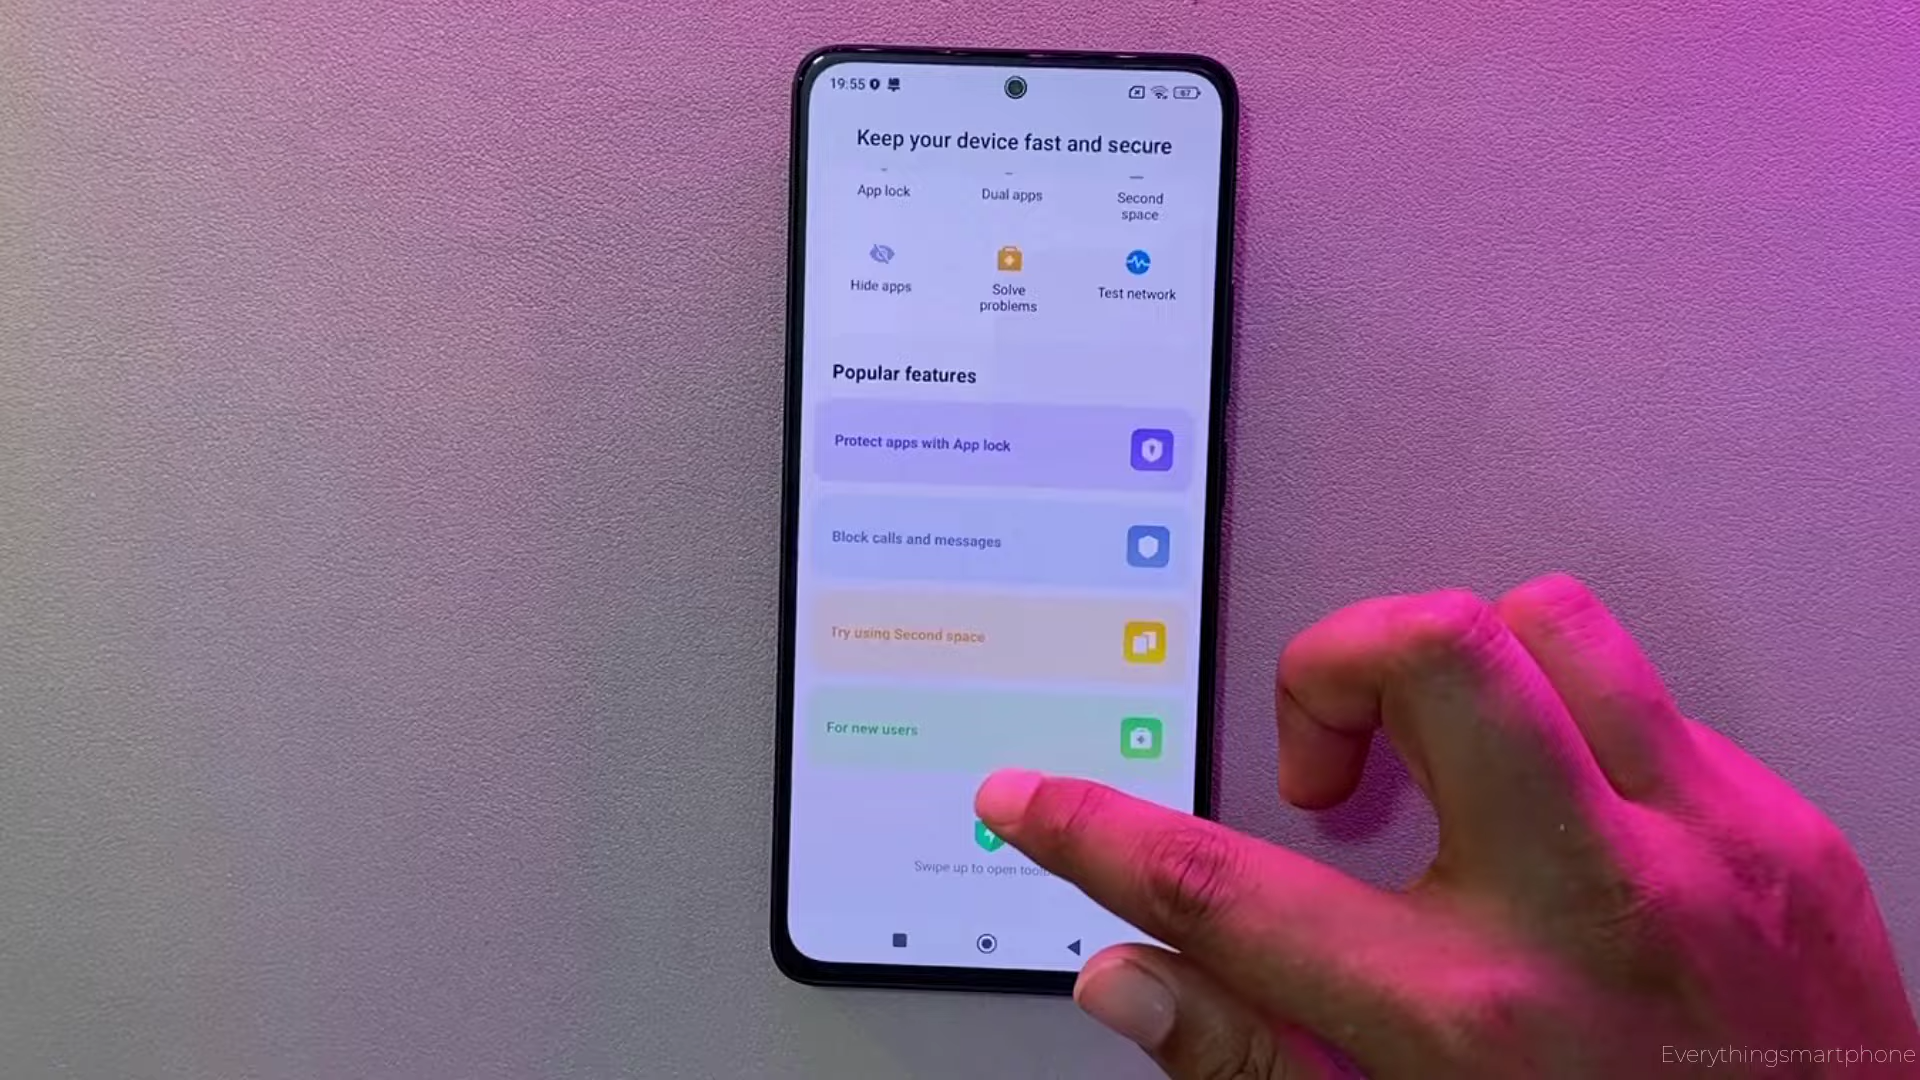 19:55
67
Keep your device fast and secure
App lock
Dual apps
Second
space
Hide apps
Solve
problems
Test network
Popular features
Protect apps with App lock
Block calls and messages
Try using Second space
For new users
Swipe up to open
Everythingsmartphone